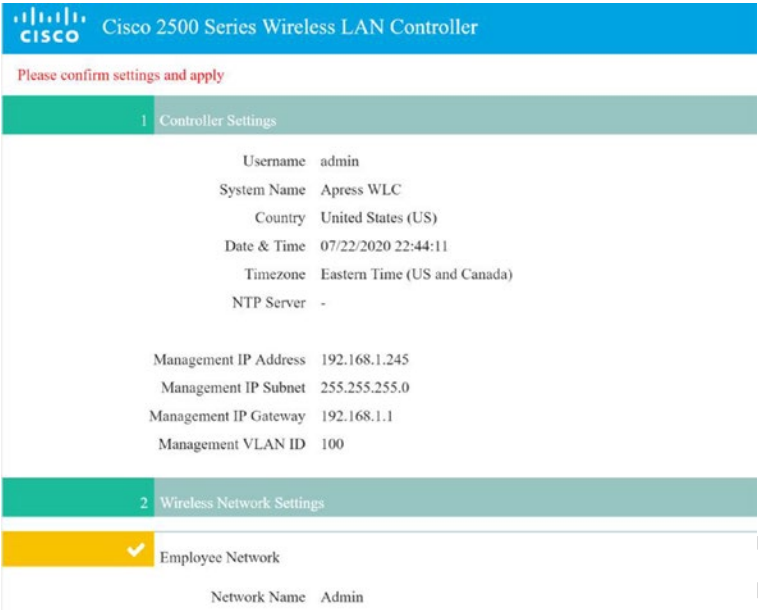 CISCO Cisco 2500 Series Wireless LAN Controller
Please confirm settings and apply
1 Controller Settings
Username admin
System Name Apress WLC
Country United States (US)
Date & Time 07/22/2020 22:44:11
Timezone Eastern Time (US and Canada)
NTP Server -
Management IP Address 192.168.1.245
Management IP Subnet 255.255.255.0
Management IP Gateway 192.168.1.1
Management VLAN ID 100
2 Wireless Network Settings
Employee Network
Network Name Admin